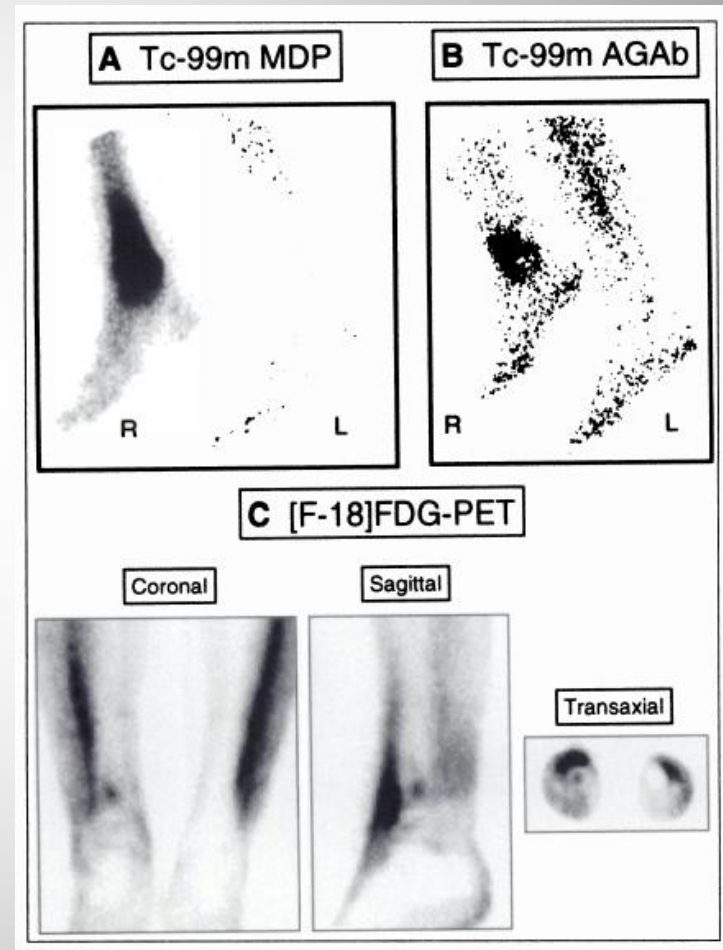 A Tc-99m MDP
B Tc-99m AGAb
R
L
R
L
C [F-18]FDG-PET
Coronal
Sagittal
Transaxial